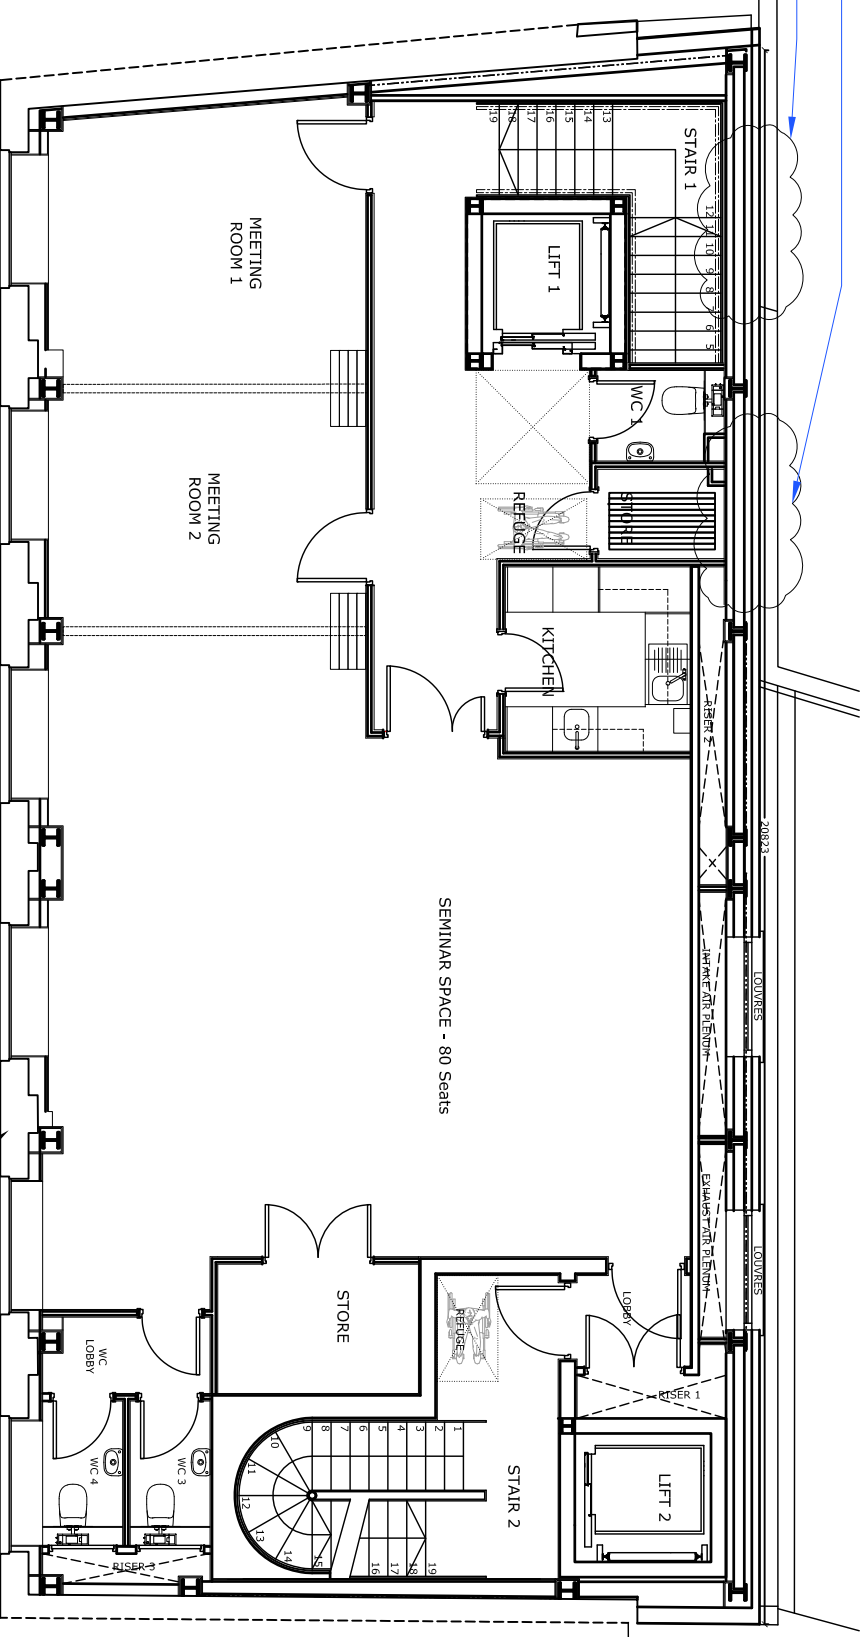 STAIR 1
19
18
17
16
15
14
13
12
11
10
9
8
7
6
5
MEETING
ROOM 1
LIFT 1
WC 1
MEETING
ROOM 2
REFUGE
STORE
KITCHEN
RISER 2
20823
SEMINAR SPACE - 80 Seats
INTAKE AIR PLENUM
LOUVRES
EXHAUST AIR PLENUM
LOUVRES
STORE
REFUGE
LOBBY
WC
LOBBY
RISER 1
9
8
7
6
5
4
3
2
1
10
11
12
13
14
15
16
17
18
19
STAIR 2
LIFT 2
WC 4
WC 3
RISER 3